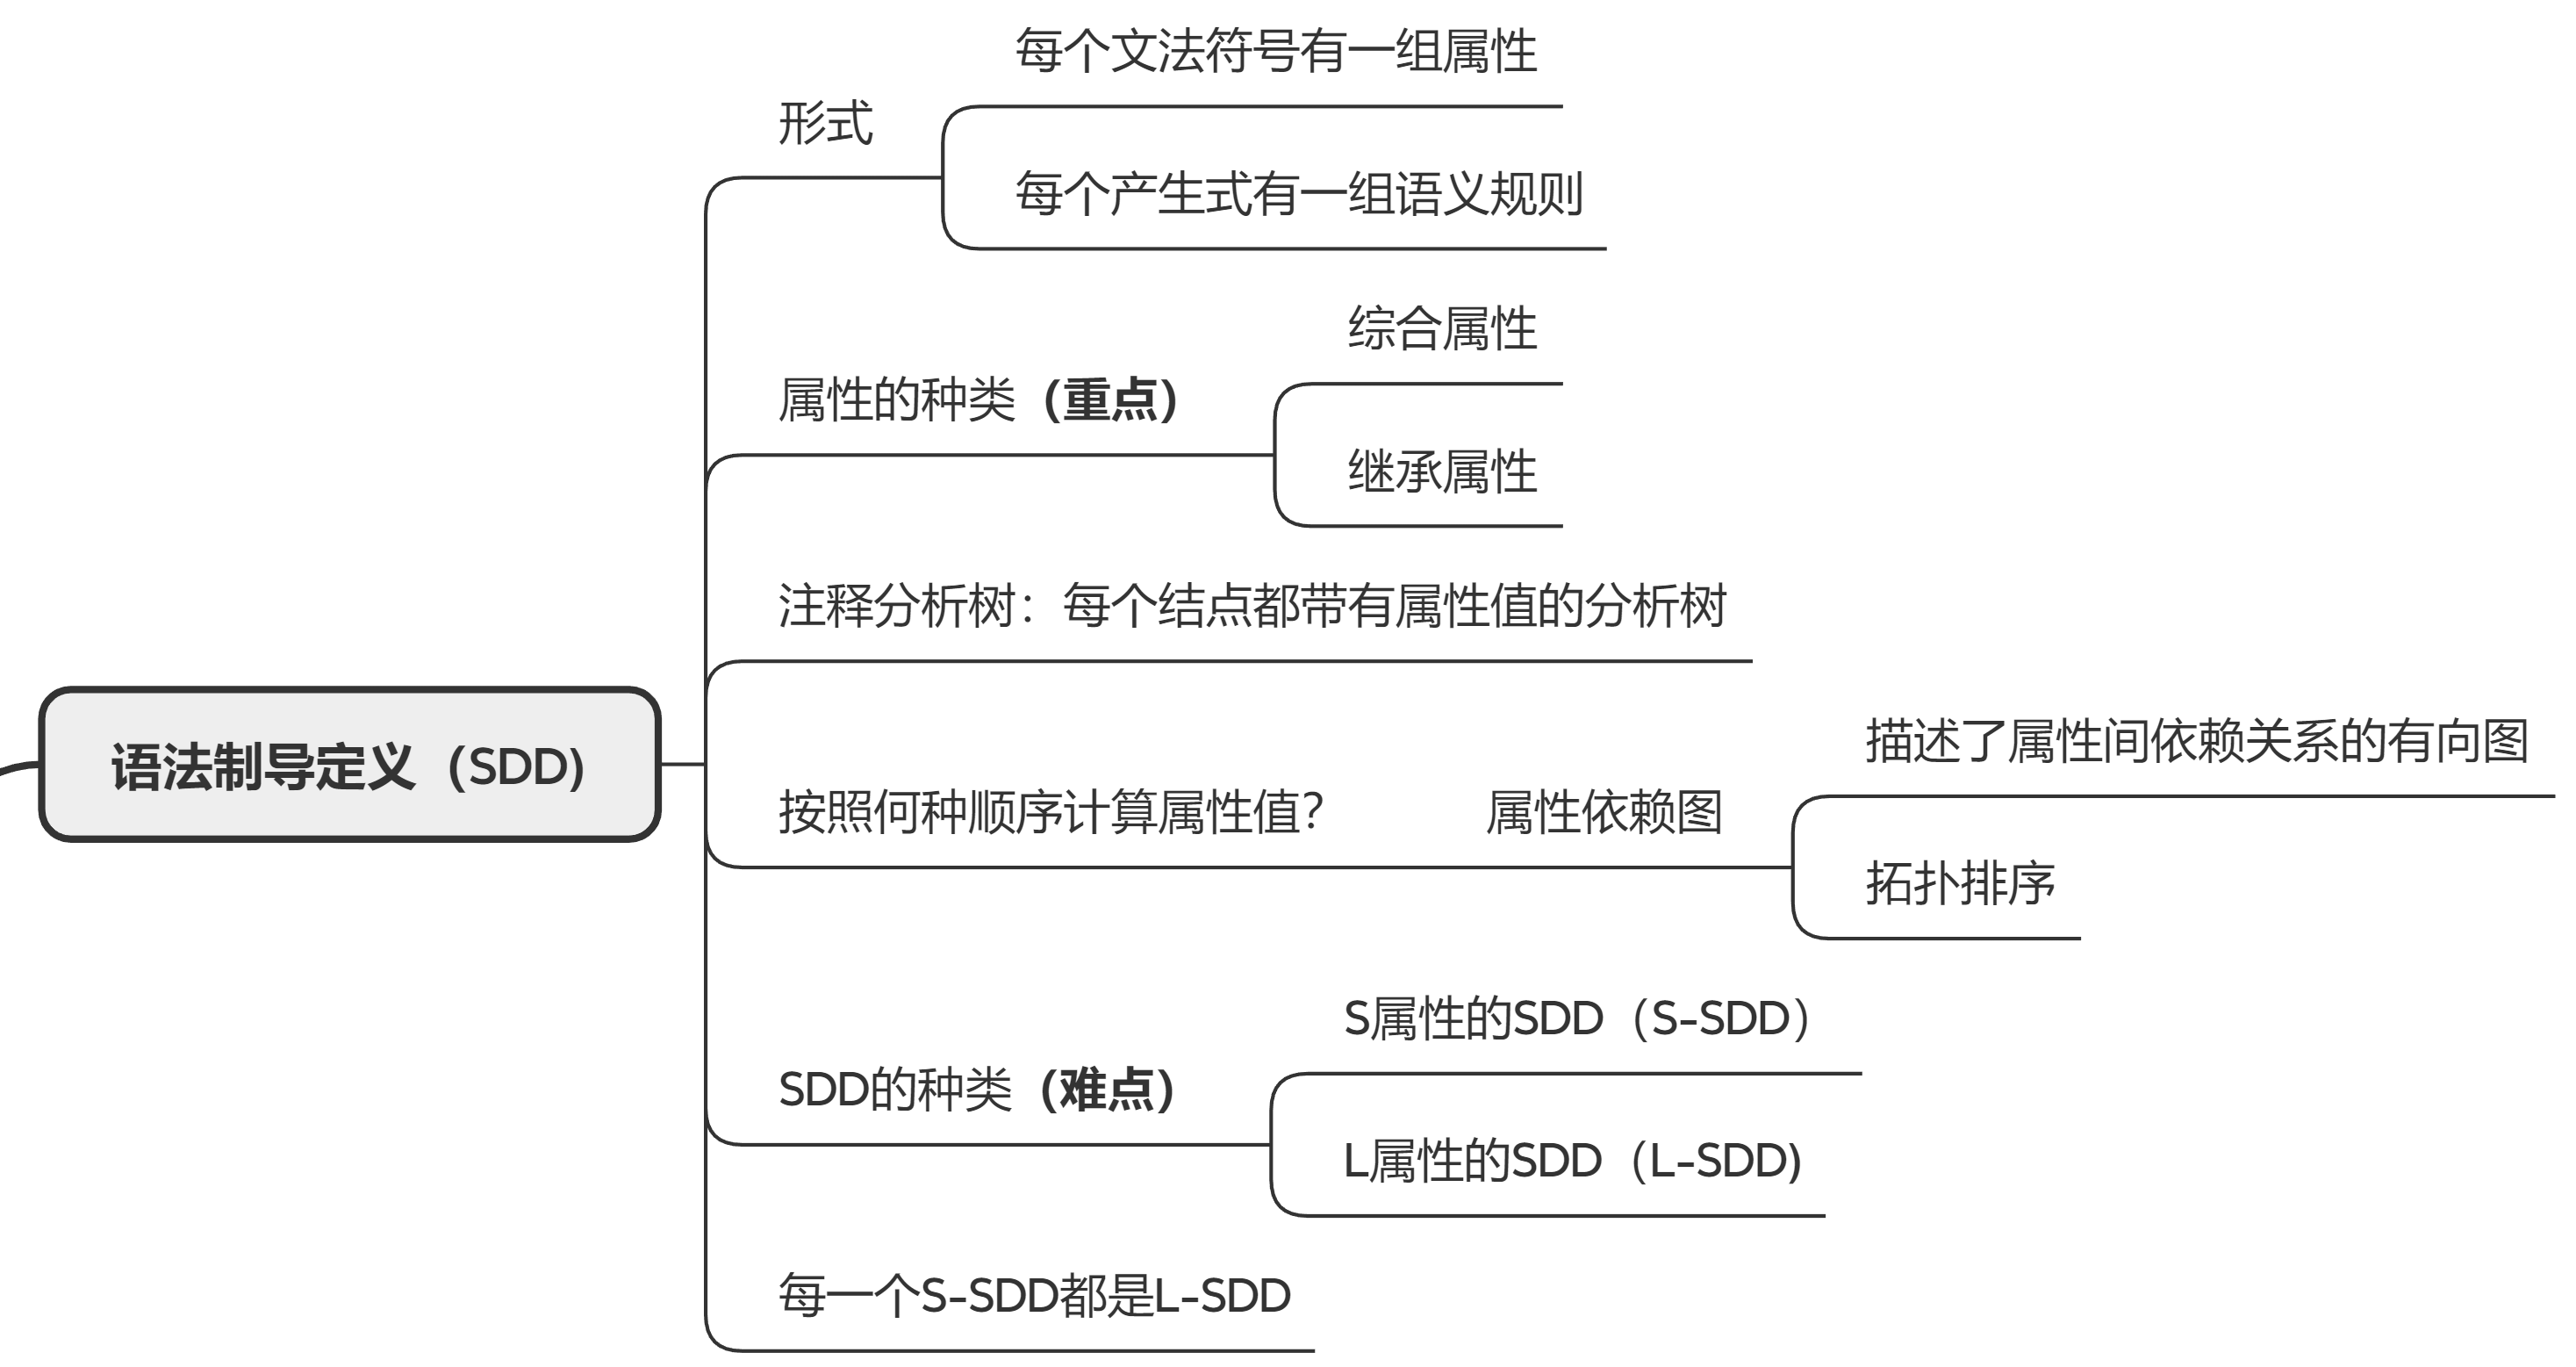 每个文法符号有一组属性
形式
每个产生式有一组语义规则
综合属性
属性的种类（重点）
继承属性
注释分析树：每个结点都带有属性值的分析树
语法制导定义（SDD)
描述了属性间依赖关系的有向图
按照何种顺序计算属性值？ 属性依赖图
拓扑排序
S属性的SDD（S-SDD）
SDD的种类（难点）
L属性的SDD（L-SDD)
每一个S-SDD都是L-SDD